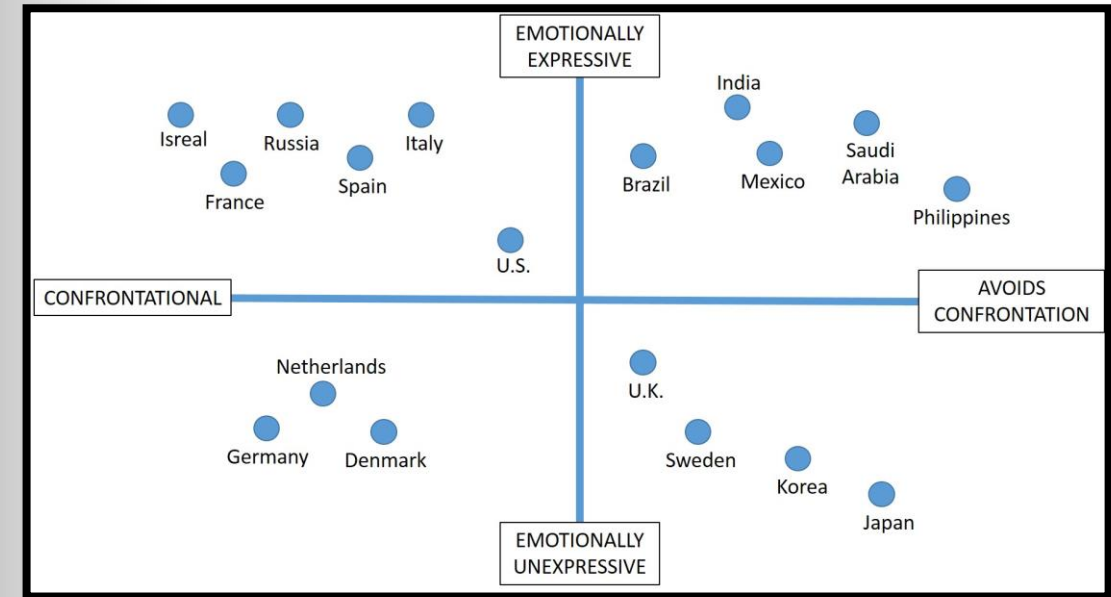 EMOTIONALLY
EXPRESSIVE
India
Isreal
Russia
Italy
Saudi
Arabia
Spain
Brazil
Mexico
France
Philippines
U.S.
CONFRONTATIONAL
AVOIDS
CONFRONTATION
Netherlands
U.K.
Germany
Denmark
Sweden
Korea
Japan
EMOTIONALLY
UNEXPRESSIVE